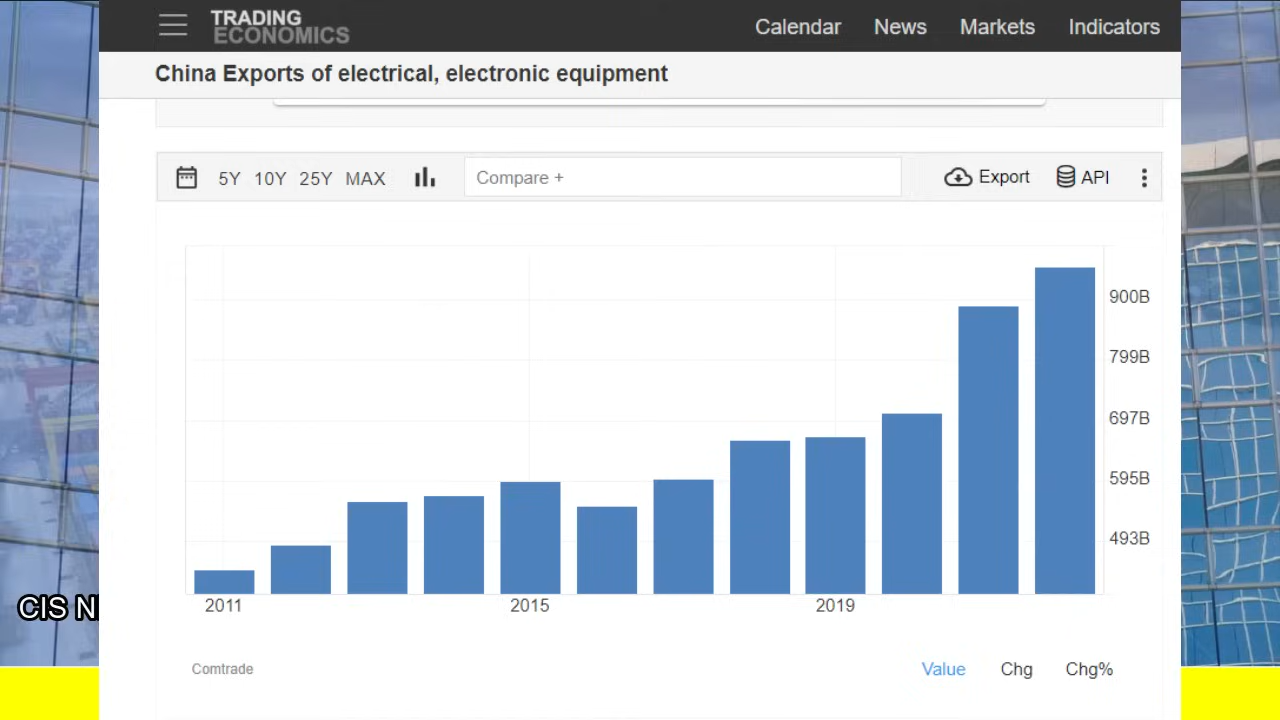 TRADING
ECONOMICS
Calendar News Markets Indicators
China Exports of electrical, electronic equipment
5Y 10Y 25Y MAX Compare + Export API
900B
799B
697B
595B
493B
2011 2015 2019
CIS N
Comtrade Value Chg Chg%